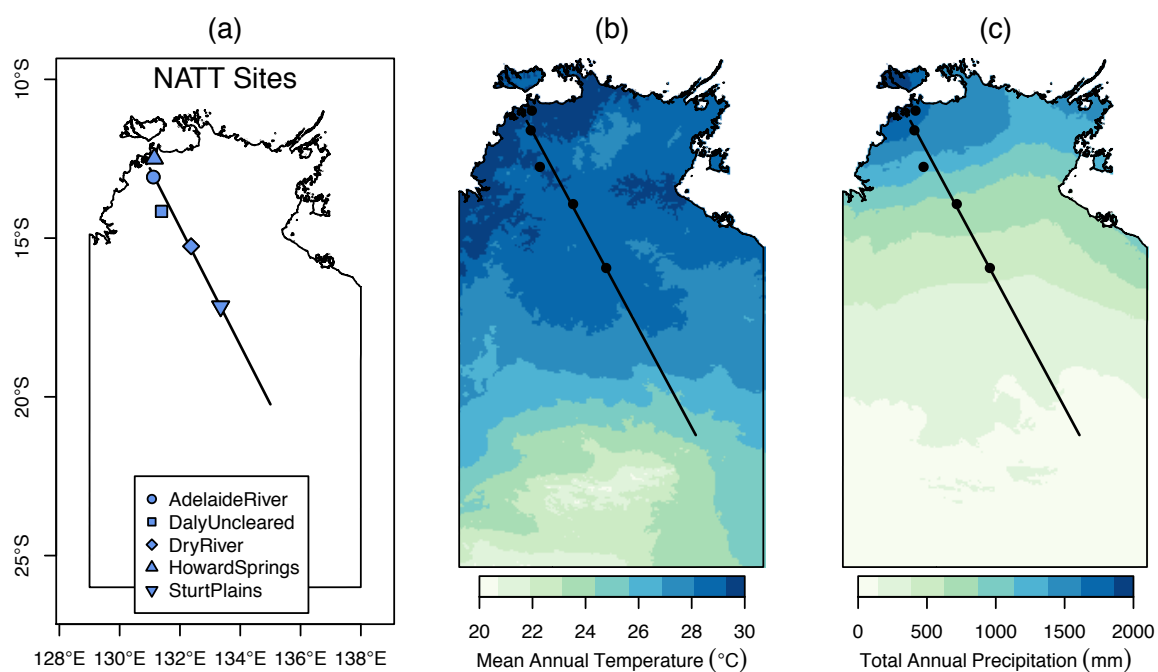 (a)
(b)
(c)
NATT Sites
10°S
15°S
20°S
25°S
AdelaideRiver
DalyUncleared
DryRiver
HowardSprings
SturtPlains
128°E 130°E 132°E 134°E 136°E 138°E
20 22 24 26 28 30
Mean Annual Temperature (°C)
0 500 1000 1500 2000
Total Annual Precipitation (mm)